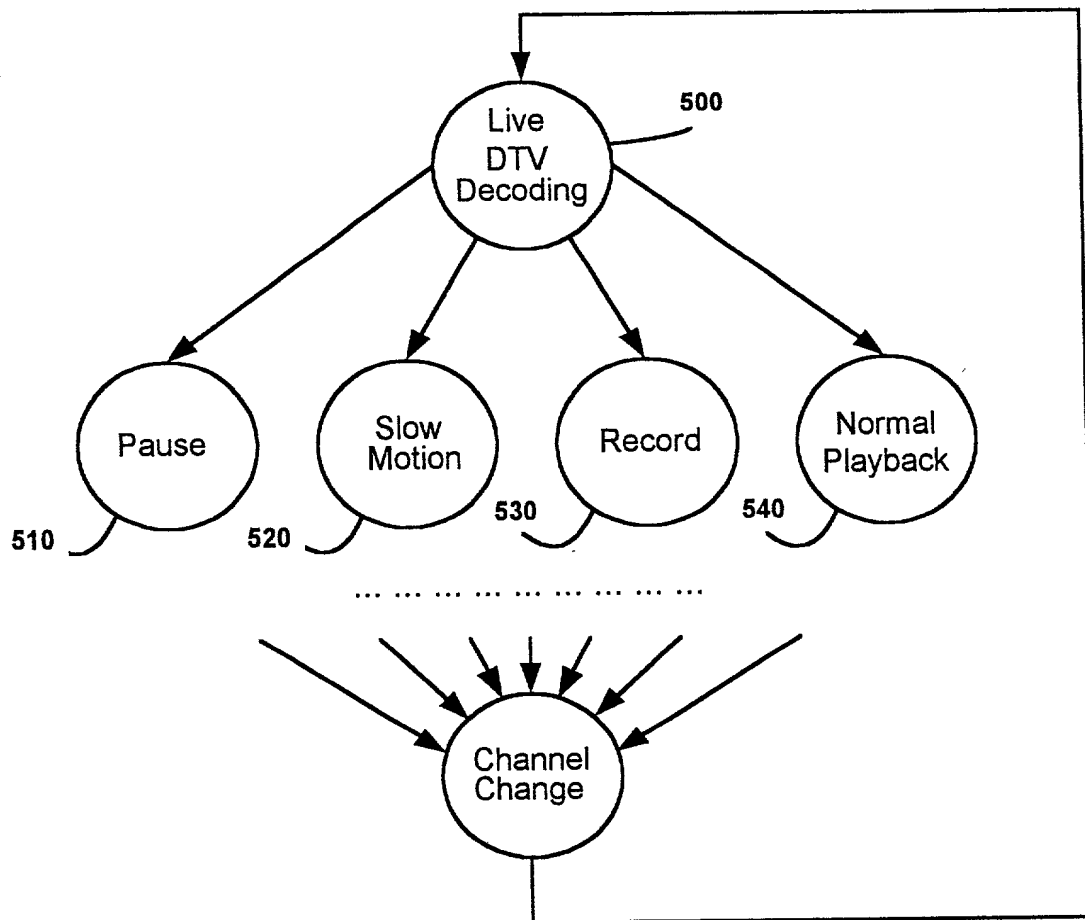 500
Live
DTV
Decoding
Pause
Slow
Motion
Record
Normal
Playback
510
520
530
540
... ... ... ... ... ... ... ... ...
Channel
Change